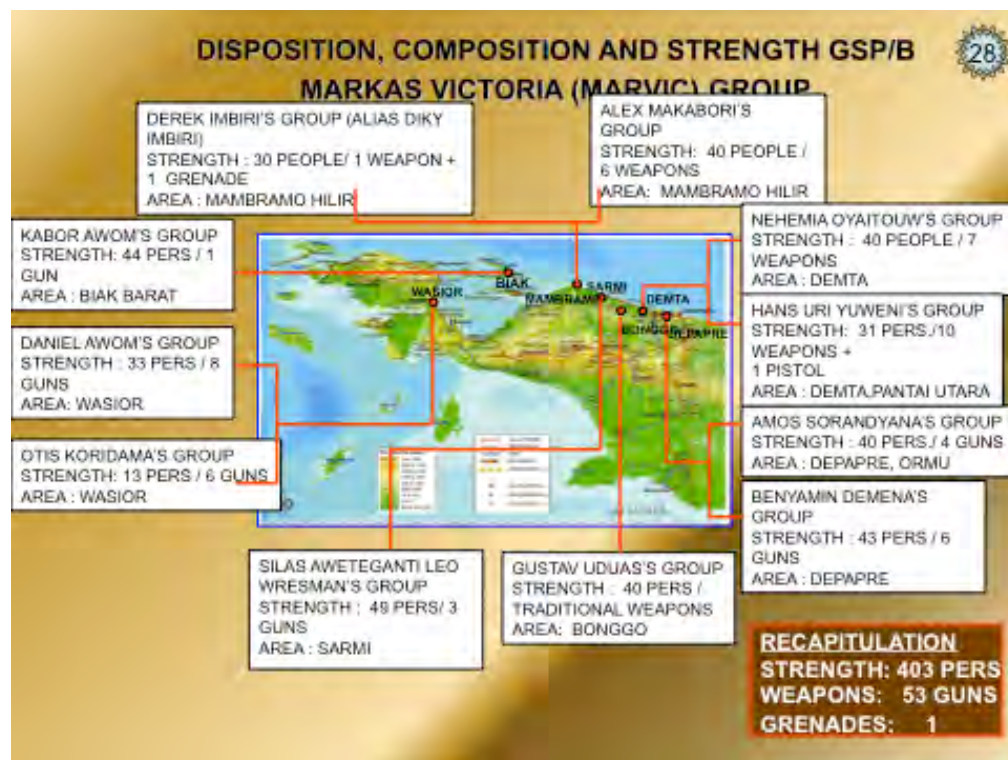 DISPOSITION, COMPOSITION AND STRENGTH GSP/B
MARKAS VICTORIA (MARVIC) GROUP
28
DEREK IMBIRI'S GROUP (ALIAS DIKY
IMBIRI)
STRENGTH : 30 PEOPLE/ 1 WEAPON +
1 GRENADE
AREA : MAMBRAMO HILIR
ALEX MAKABORI'S
GROUP
STRENGTH: 40 PEOPLE /
6 WEAPONS
AREA: MAMBRAMO HILIR
KABOR AWOM'S GROUP
STRENGTH: 44 PERS / 1
GUN
AREA : BIAK BARAT
NEHEMIA OYAITOUW'S GROUP
STRENGTH : 40 PEOPLE / 7
WEAPONS
AREA : DEMTA
DANIEL AWOM'S GROUP
STRENGTH : 33 PERS / 8
GUNS
AREA: WASIOR
HANS URI YUWENI'S GROUP
STRENGTH: 31 PERS./10
WEAPONS +
1 PISTOL
AREA : DEMTA,PANTAI UTARA
OTIS KORIDAMA'S GROUP
STRENGTH: 13 PERS / 6 GUNS
AREA : WASIOR
AMOS SORANDYANA'S GROUP
STRENGTH : 40 PERS./ 4 GUNS
AREA : DEPAPRE, ORMU
BENYAMIN DEMENA'S
GROUP
STRENGTH : 43 PERS / 6
GUNS
AREA : DEPAPRE
WASIOR
BIAK
SARMI
MAMBRAM
DEMTA
BONGG
DEPAPRE
SILAS AWETEGANTI LEO
WRESMAN'S GROUP
STRENGTH : 49 PERS/ 3
GUNS
AREA : SARMI
GUSTAV UDUAS'S GROUP
STRENGTH : 40 PERS /
TRADITIONAL WEAPONS
AREA: BONGGO
RECAPITULATION
STRENGTH: 403 PERS
WEAPONS: 53 GUNS
GRENADES: 1